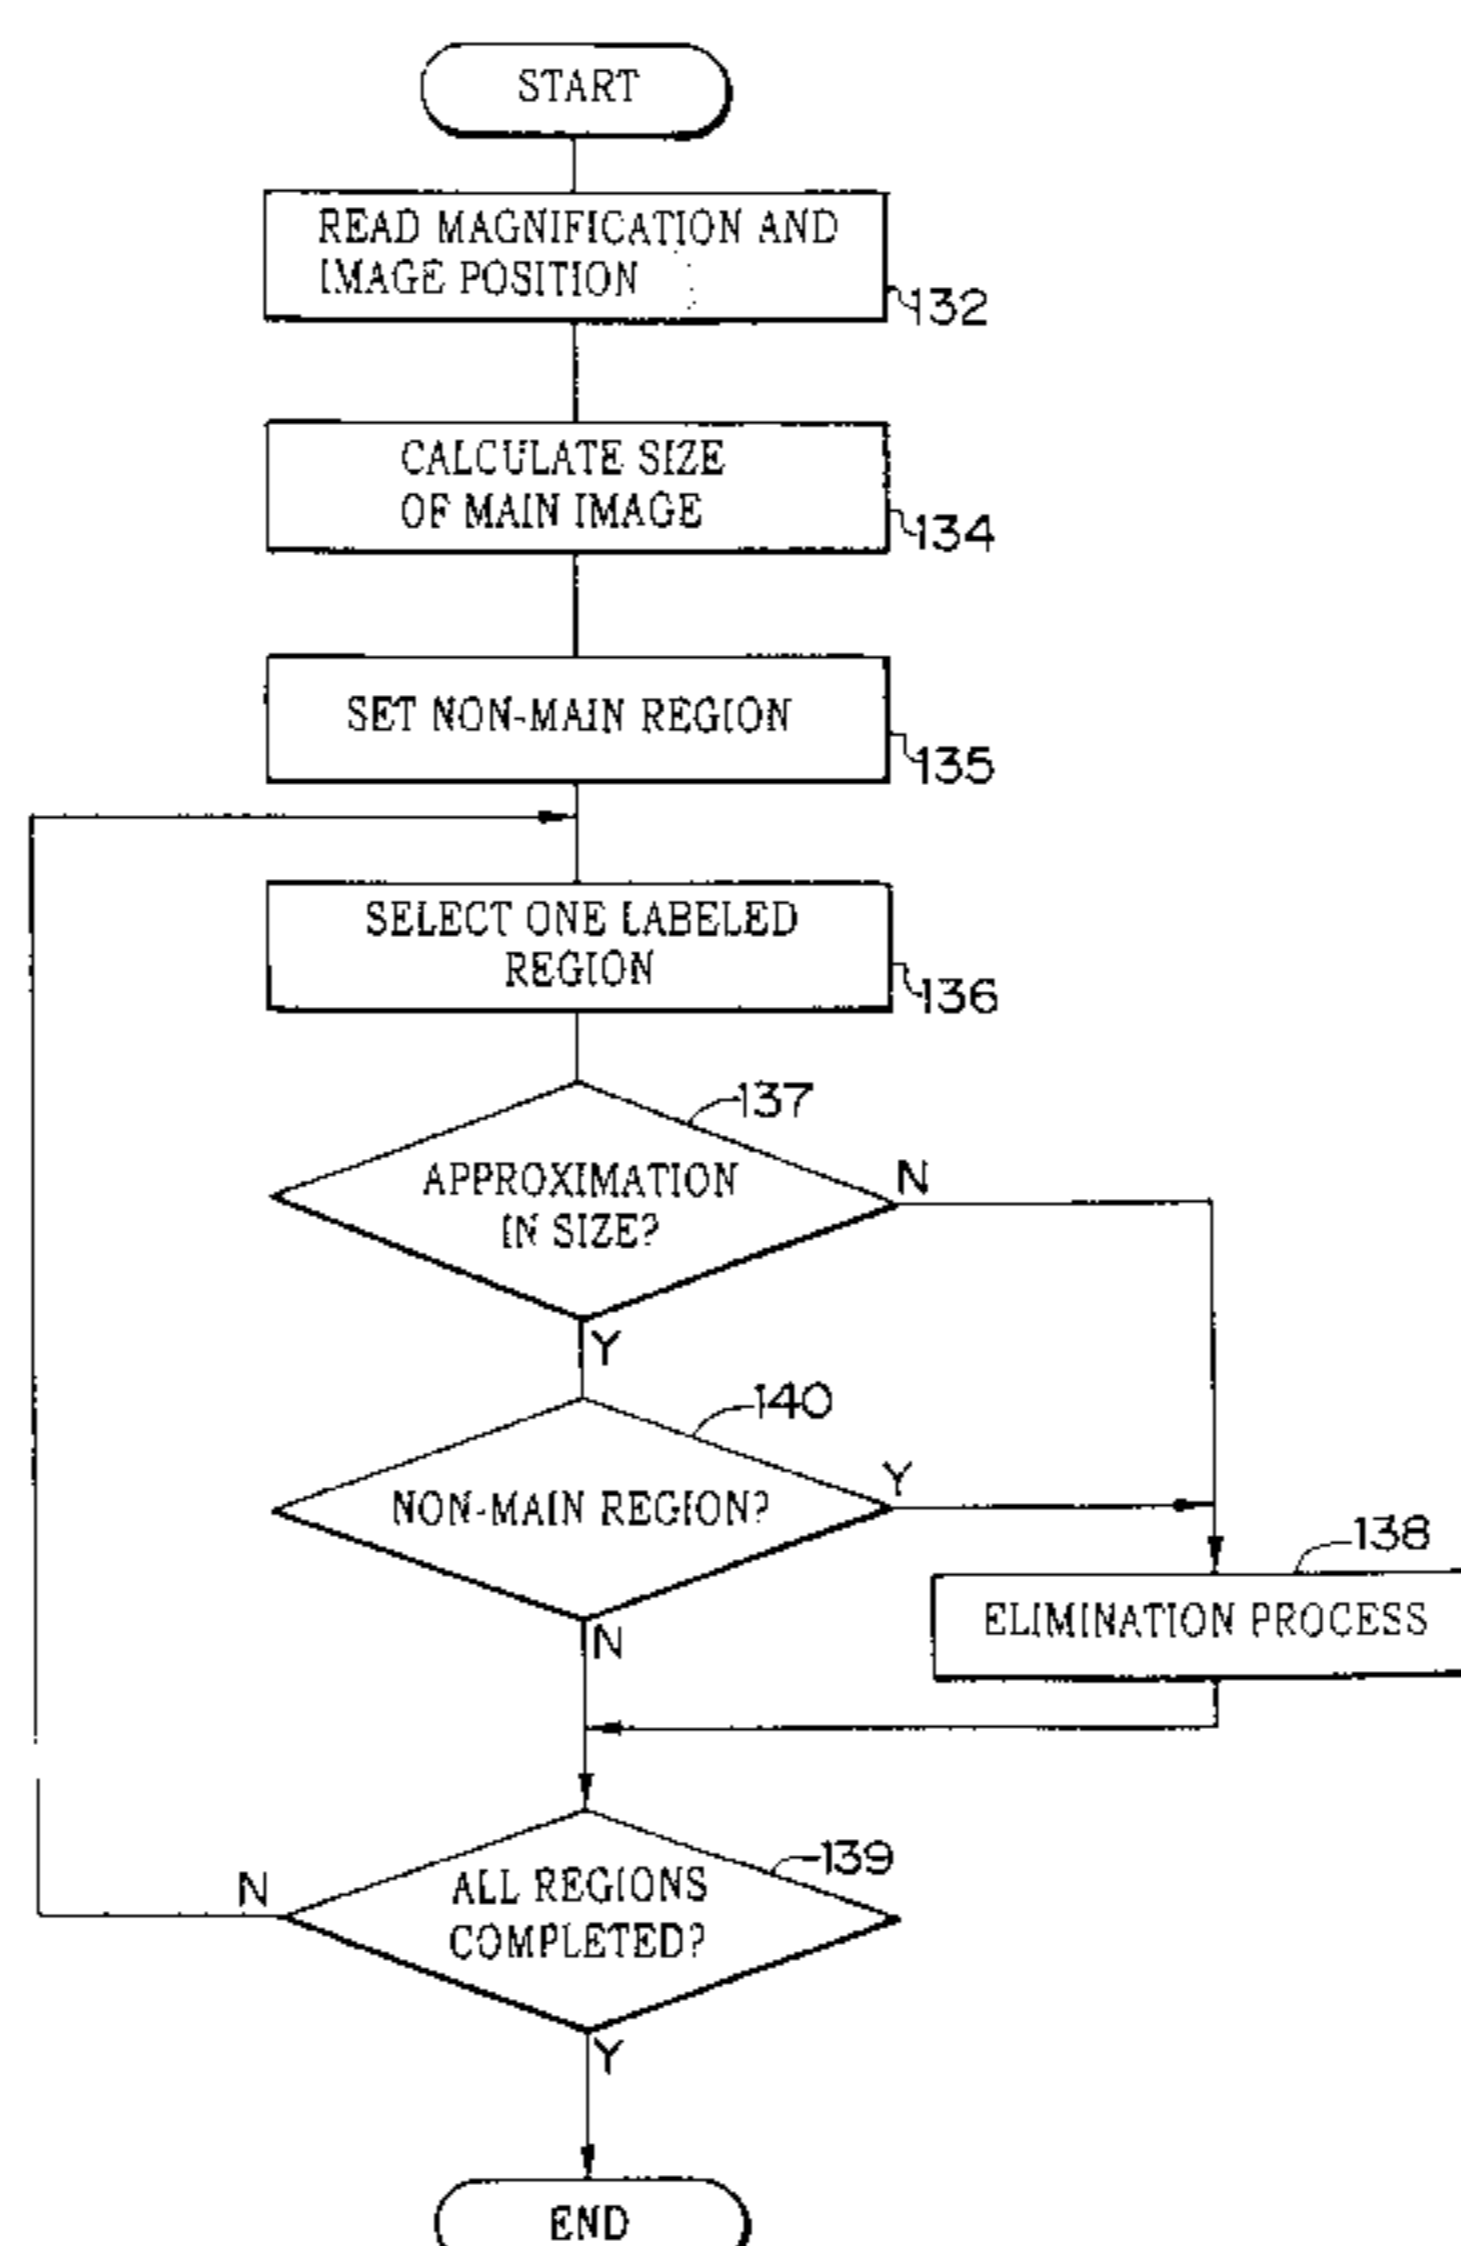 START
READ MAGNIFICATION AND
IMAGE POSITION
132
CALCULATE SIZE
OF MAIN IMAGE
134
SET NON-MAIN REGION
135
SELECT ONE LABELED
REGION
136
137
APPROXIMATION
IN SIZE?
N
Y
140
NON-MAIN REGION?
Y
N
138
ELIMINATION PROCESS
139
ALL REGIONS
COMPLETED?
N
Y
END